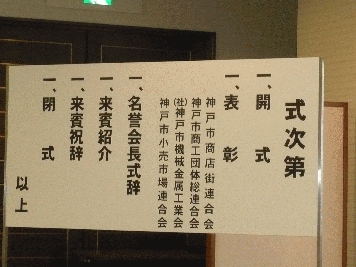 式次第
一、開式
一、表彰
神戸市商店街連合会
神戸市商工団体総連合会
(社)神戸市機械金属工業会
神戸市小売市場連合会
一、名誉会長式辞
一、来賓紹介
一、来賓祝辞
一、閉式
以上